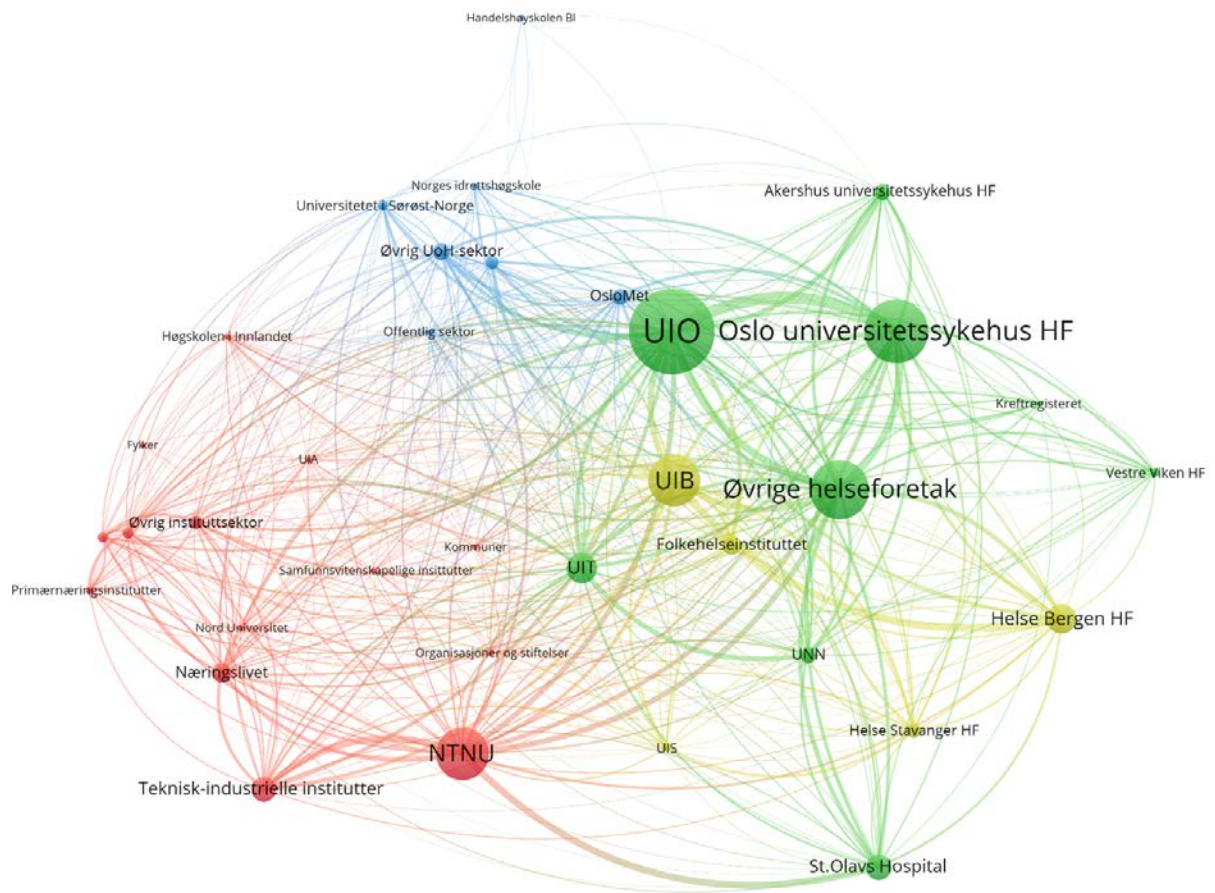 Handelshøyskolen BI
Norges idrettshøgskole
Akershus universitetssykehus HF
Universitetet i Sørøst-Norge
Øvrig UoH-sektor
OsloMet
Offentlig sektor
UIO
Oslo universitetssykehus HF
Høgskolen i Innlandet
Kreftregisteret
Fylker
UIA
Vestre Viken HF
UIB
Øvrige helseforetak
Øvrig instituttsektor
Kommuner
Folkehelseinstituttet
UIT
Samfunnsvitenskapelige insittutter
Primærnæringsinstitutter
Helse Bergen HF
Nord Universitet
Organisasjoner og stiftelser
UNN
Næringslivet
Helse Stavanger HF
UIS
NTNU
Teknisk-industrielle institutter
St.Olavs Hospital